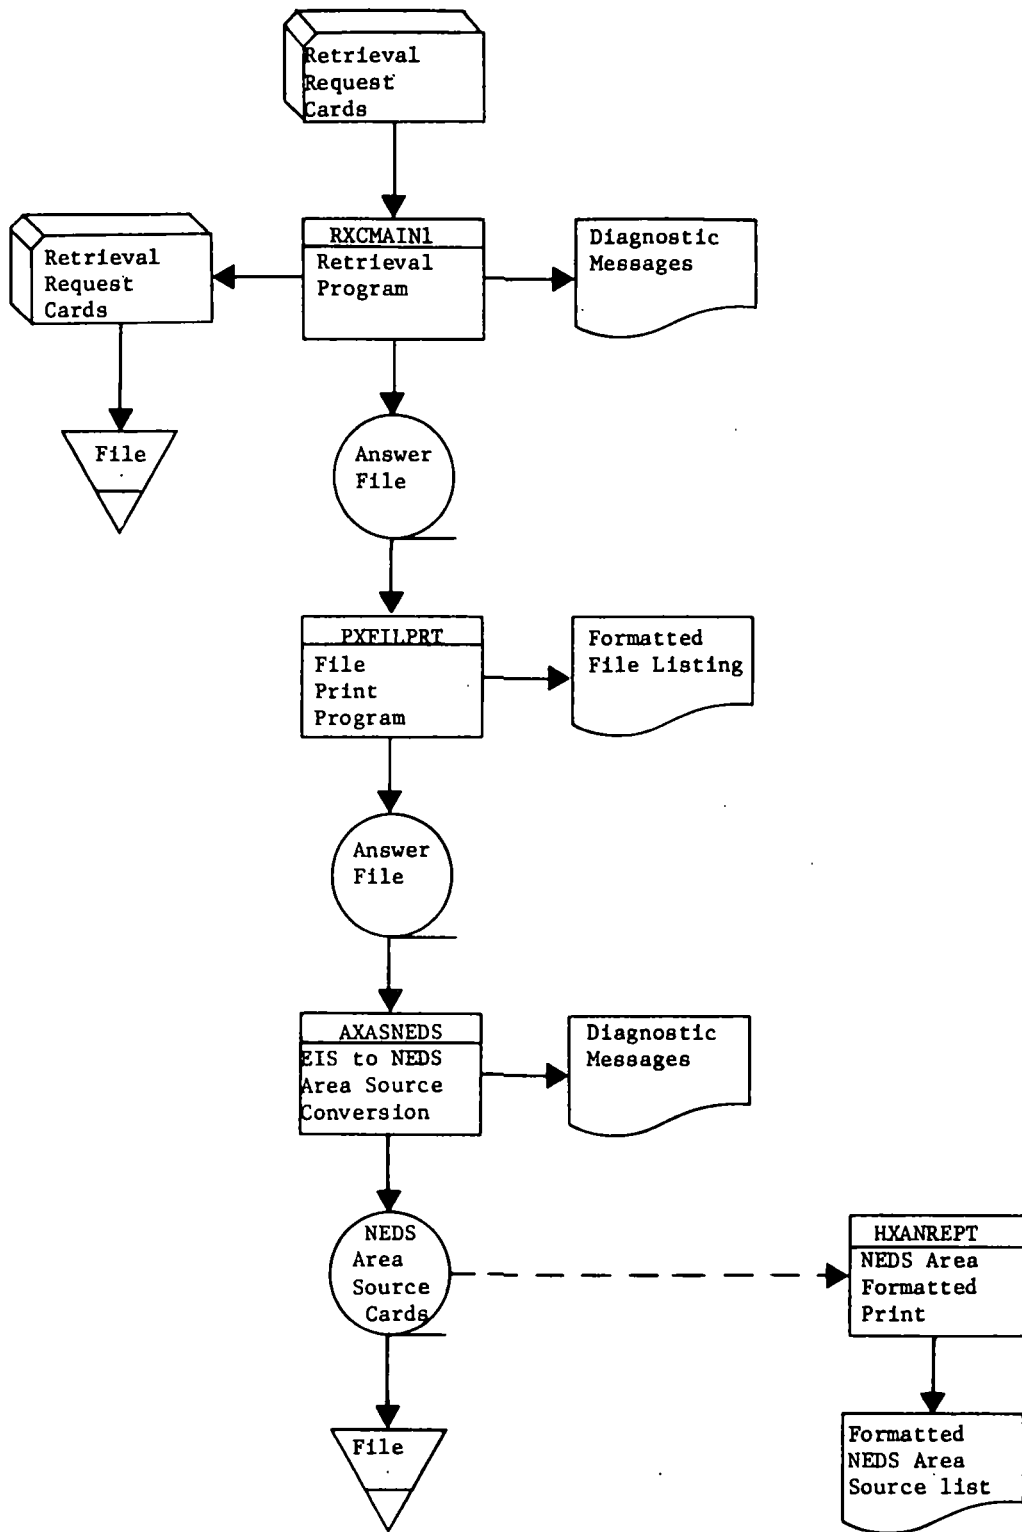 Retrieval
Request
Cards
RXCMAIN1
Retrieval
Program
Retrieval
Request
Cards
Diagnostic
Messages
File
Answer
File
PXFILPRT
File
Print
Program
Formatted
File Listing
Answer
File
AXASNEDS
EIS to NEDS
Area Source
Conversion
Diagnostic
Messages
NEDS
Area
Source
Cards
HXANREPT
NEDS Area
Formatted
Print
File
Formatted
NEDS Area
Source list